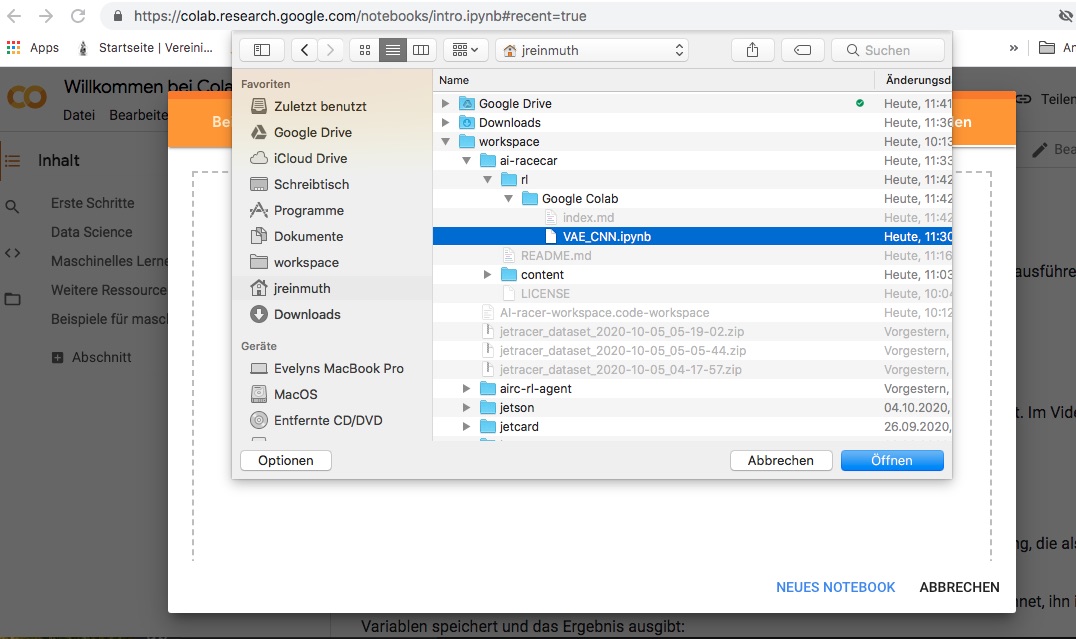 https://colab.research.google.com/notebooks/intro.ipynb#recent=true
Apps Startseite | Vereini... »
Willkommen bei Cola
Datei Bearbeite
Teilen
jreinmuth
Suchen
Inhalt
Erste Schritte
Data Science
Maschinelles Lerne
Weitere Ressource
Beispiele für masch
Abschnitt
Be
Favoriten
Zuletzt benutzt
Google Drive
iCloud Drive
Schreibtisch
Programme
Dokumente
workspace
jreinmuth
Downloads
Geräte
Evelyns MacBook Pro
MacOS
Entfernte CD/DVD
Name Änderungsd
Google Drive Heute, 11:41
Downloads Heute, 11:36
workspace Heute, 10:13
ai-racecar Heute, 11:33
rl Heute, 11:42
Google Colab Heute, 11:42
index.md Heute, 11:42
VAE_CNN.ipynb Heute, 11:30
README.md Heute, 11:16
content Heute, 11:03
LICENSE Heute, 10:04
AI-racer-workspace.code-workspace Heute, 10:12
jetracer_dataset_2020-10-05_05-19-02.zip Vorgestern,
jetracer_dataset_2020-10-05_05-05-44.zip Vorgestern,
jetracer_dataset_2020-10-05_04-17-57.zip Vorgestern,
airc-rl-agent Vorgestern,
jetson 04.10.2020,
jetcard 26.09.2020,
Optionen Abbrechen Öffnen
en
Bea
ausführe
t. Im Vide
ng, die als
NEUES NOTEBOOK ABBRECHEN
nnet, ihn i
Variablen speichert und das Ergebnis ausgibt: